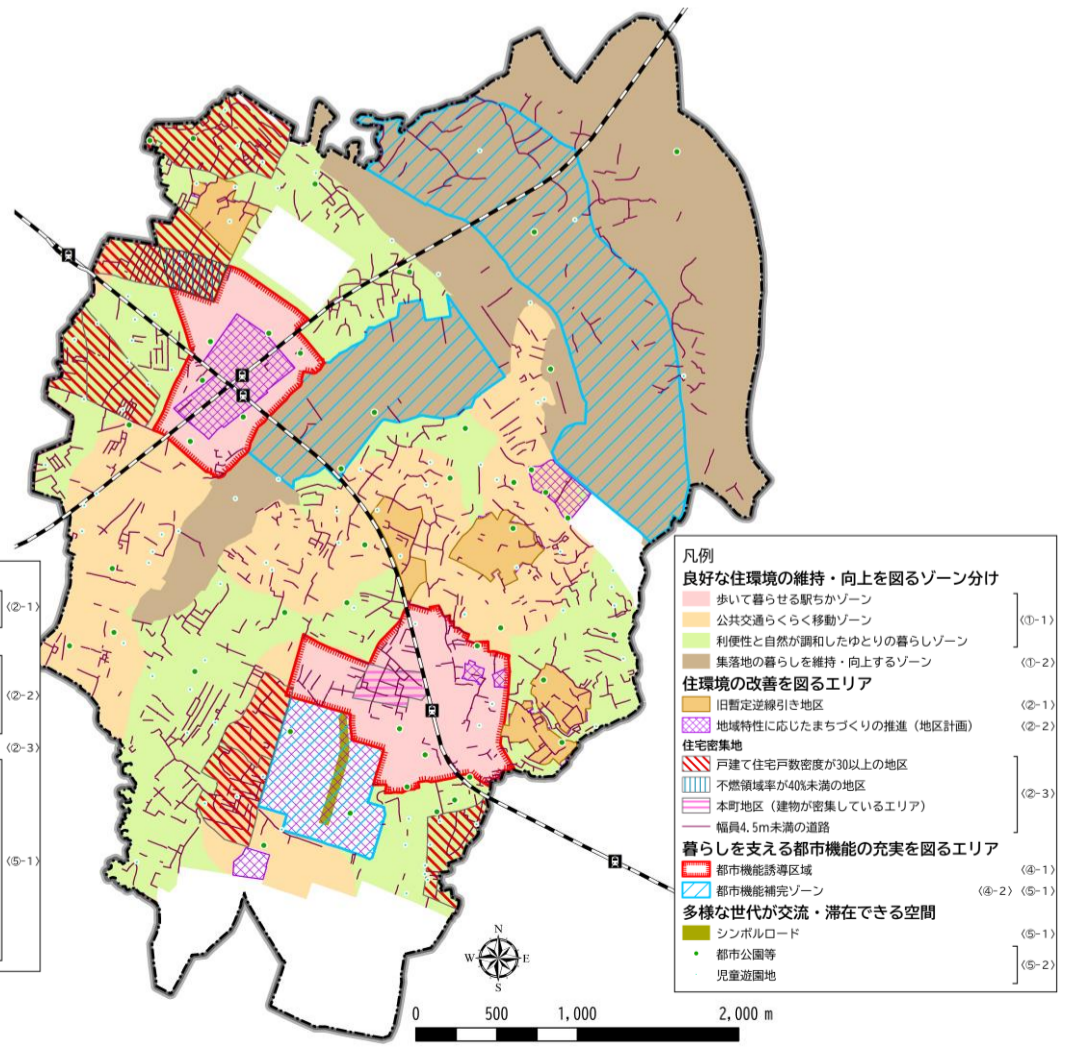 〈②-1〉
〈②-2〉
〈②-3〉
〈⑤-1〉
凡例
良好な住環境の維持・向上を図るゾーン分け
歩いて暮らせる駅ちかゾーン
公共交通らくらく移動ゾーン 〈①-1〉
利便性と自然が調和したゆとりの暮らしゾーン
集落地の暮らしを維持・向上するゾーン 〈①-2〉
住環境の改善を図るエリア
旧暫定逆線引き地区 〈②-1〉
地域特性に応じたまちづくりの推進（地区計画） 〈②-2〉
住宅密集地
戸建て住宅戸数密度が30以上の地区
不燃領域率が40%未満の地区 〈②-3〉
本町地区（建物が密集しているエリア）
幅員4.5m未満の道路
暮らしを支える都市機能の充実を図るエリア
都市機能誘導区域 〈④-1〉
都市機能補完ゾーン 〈④-2〉〈⑤-1〉
多様な世代が交流・滞在できる空間
シンボルロード 〈⑤-1〉
都市公園等 〈⑤-2〉
児童遊園地
N
W E
S
0 500 1,000 2,000 m